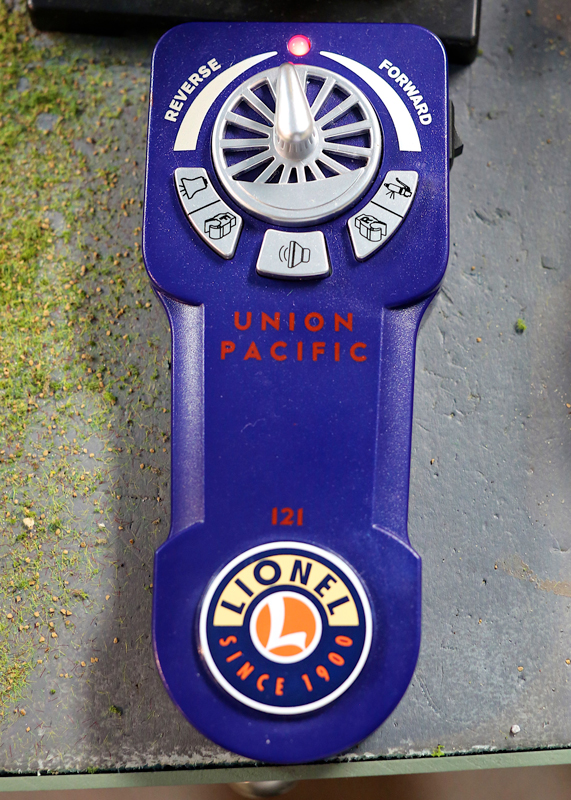 REVERSE
FORWARD
UNION
PACIFIC
121
LIONEL
L
SINCE 1900